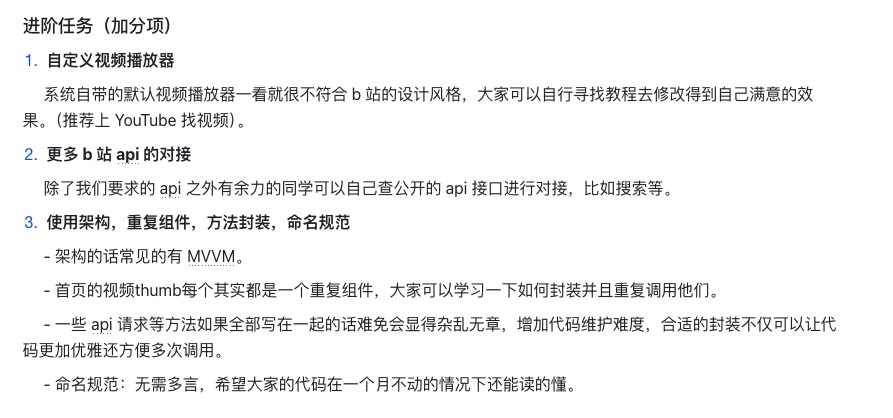 进阶任务（加分项）
1. 自定义视频播放器
系统自带的默认视频播放器一看就很不符合 b 站的设计风格，大家可以自行寻找教程去修改得到自己满意的效
果。（推荐上 YouTube 找视频）。
2. 更多 b 站 api 的对接
除了我们要求的 api 之外有余力的同学可以自己查公开的 api 接口进行对接，比如搜索等。
3. 使用架构，重复组件，方法封装，命名规范
- 架构的话常见的有 MVVM。
- 首页的视频thumb每个其实都是一个重复组件，大家可以学习一下如何封装并且重复调用他们。
- 一些 api 请求等方法如果全部写在一起的话难免会显得杂乱无章，增加代码维护难度，合适的封装不仅可以让代
码更加优雅还方便多次调用。
- 命名规范：无需多言，希望大家的代码在一个月不动的情况下还能读的懂。